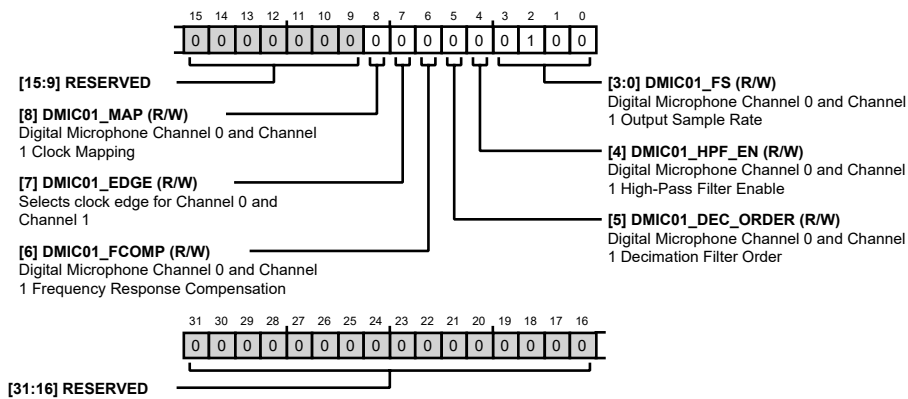 15 14 13 12 11 10 9 8 7 6 5 4 3 2 1 0
0 0 0 0 0 0 0 0 0 0 0 0 0 1 0 0
[15:9] RESERVED
[8] DMIC01_MAP (R/W)
Digital Microphone Channel 0 and Channel
1 Clock Mapping
[7] DMIC01_EDGE (R/W)
Selects clock edge for Channel 0 and
Channel 1
[6] DMIC01_FCOMP (R/W)
Digital Microphone Channel 0 and Channel
1 Frequency Response Compensation
[3:0] DMIC01_FS (R/W)
Digital Microphone Channel 0 and Channel
1 Output Sample Rate
[4] DMIC01_HPF_EN (R/W)
Digital Microphone Channel 0 and Channel
1 High-Pass Filter Enable
[5] DMIC01_DEC_ORDER (R/W)
Digital Microphone Channel 0 and Channel
1 Decimation Filter Order
31 30 29 28 27 26 25 24 23 22 21 20 19 18 17 16
0 0 0 0 0 0 0 0 0 0 0 0 0 0 0 0
[31:16] RESERVED